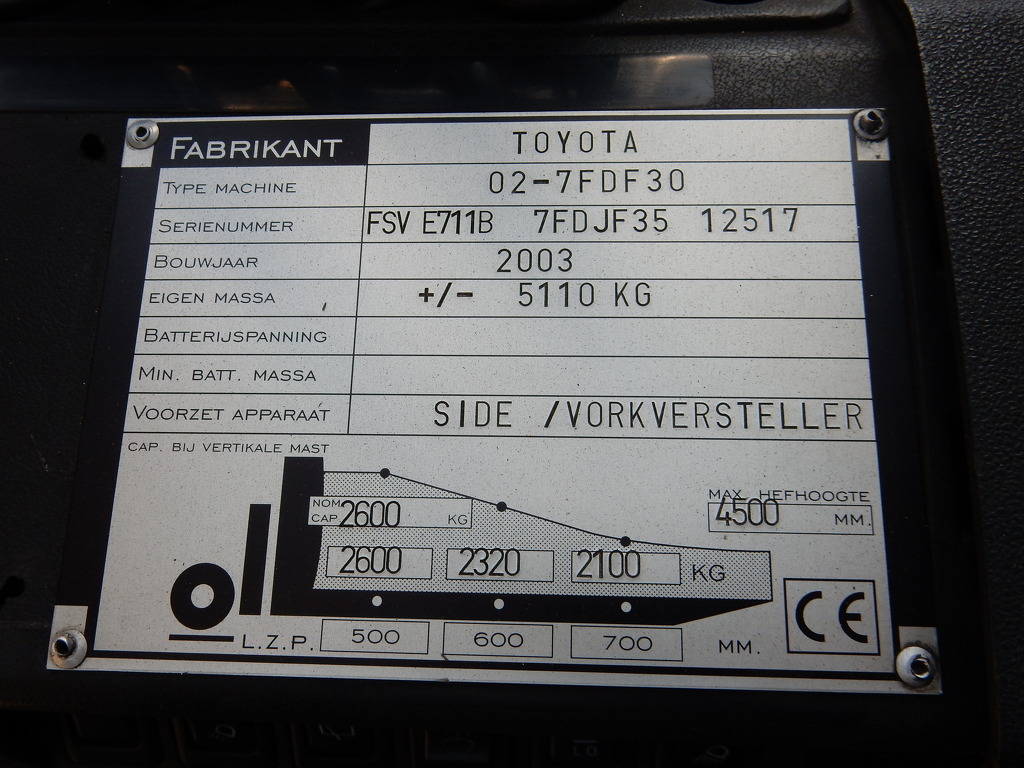 FABRIKANT TOYOTA
TYPE MACHINE 02-7FDF30
SERIENUMMER FSV E711B 7FDJF35 12517
BOUWJAAR 2003
EIGEN MASSA +/- 5110 KG
BATTERIJSPANNING
MIN. BATT. MASSA
VOORZET APPARAAT SIDE /VORKVERSTELLER
CAP. BIJ VERTIKALE MAST
NOM. CAP. 2600 KG
MAX. HEFHOOGTE
4500 MM.
2600 2320 2100 KG
CE
L.Z.P. 500 600 700 MM.